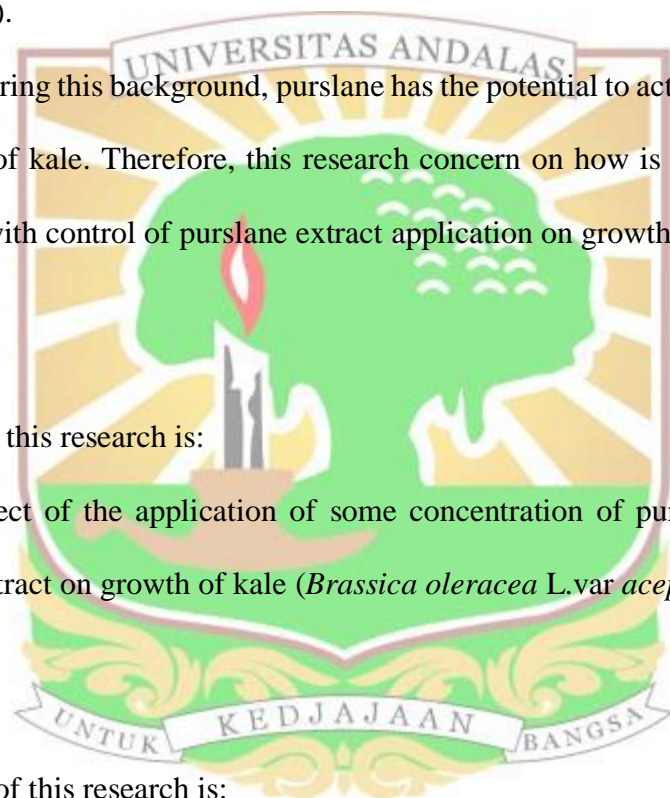 ).
UNIVERSITAS ANDALAS
ring this background, purslane has the potential to act
of kale. Therefore, this research concern on how is
with control of purslane extract application on growth
this research is:
ect of the application of some concentration of pur
tract on growth of kale (Brassica oleracea L.var acep
UNTUK KEDJAJAAN BANGSA
of this research is: